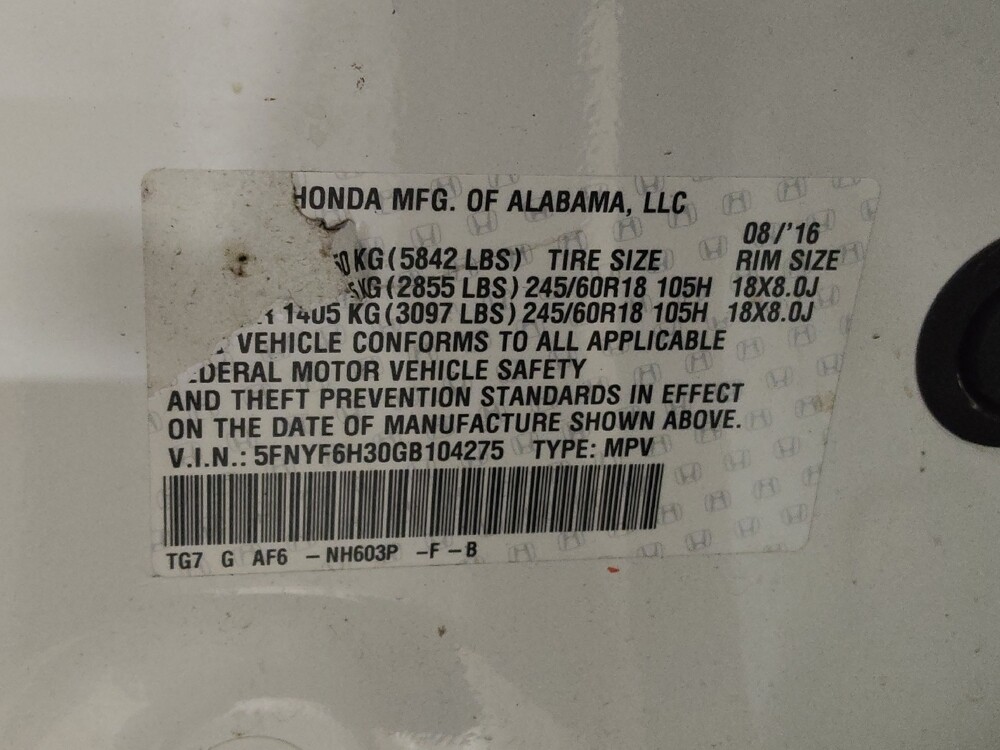 HONDA MFG. OF ALABAMA, LLC
08/'16
KG (5842 LBS) TIRE SIZE RIM SIZE
KG (2855 LBS) 245/60R18 105H 18X8.0J
1405 KG (3097 LBS) 245/60R18 105H 18X8.0J
VEHICLE CONFORMS TO ALL APPLICABLE
MOTOR VEHICLE SAFETY
AND THEFT PREVENTION STANDARDS IN EFFECT
ON THE DATE OF MANUFACTURE SHOWN ABOVE.
V.I.N.: 5FNYF6H30GB104275 TYPE: MPV
TG7 G AF6 -NH603P -F -B